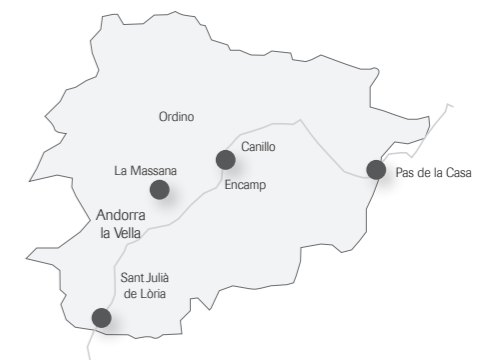 Ordino
Canillo
La Massana
Pas de la Casa
Encamp
Andorra
la Vella
Sant Julià
de Lòria